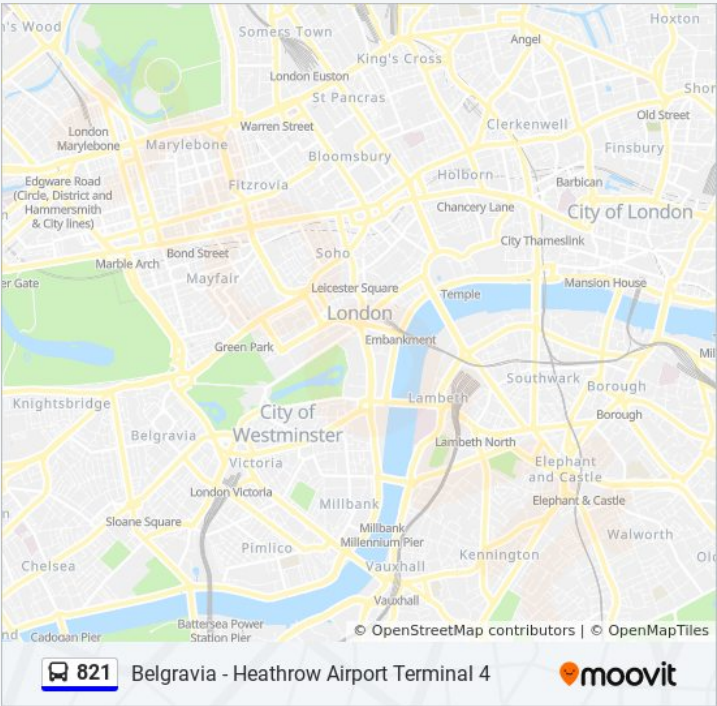 n's Wood
Somers Town
Hoxton
Angel
King's Cross
London Euston
St Pancras
Shor
Old Street
Warren Street
Clerkenwell
London
Marylebone
Marylebone
Finsbury
Bloomsbury
Holborn
Edgware Road
(Circle, District and
Hammersmith
& City lines)
Fitzrovia
Barbican
Chancery Lane
City of London
City Thameslink
Bond Street
Soho
Marble Arch
Mayfair
er Gate
Mansion House
Leicester Square
Temple
London
Embankment
Green Park
Mil
Southwark
Borough
Knightsbridge
Lambeth
City of
Westminster
Borough
Belgravia
Lambeth North
Victoria
Elephant
and Castle
London Victoria
Elephant & Castle
Millbank
n
Sloane Square
Millbank
Millennium Pier
Walworth
Pimlico
Kennington
Chelsea
Vauxhall
Vauxhall
nd
Cadogan Pier
Battersea Power
Station Pier
© OpenStreetMap contributors | © OpenMapTiles
821
Belgravia - Heathrow Airport Terminal 4
moovit